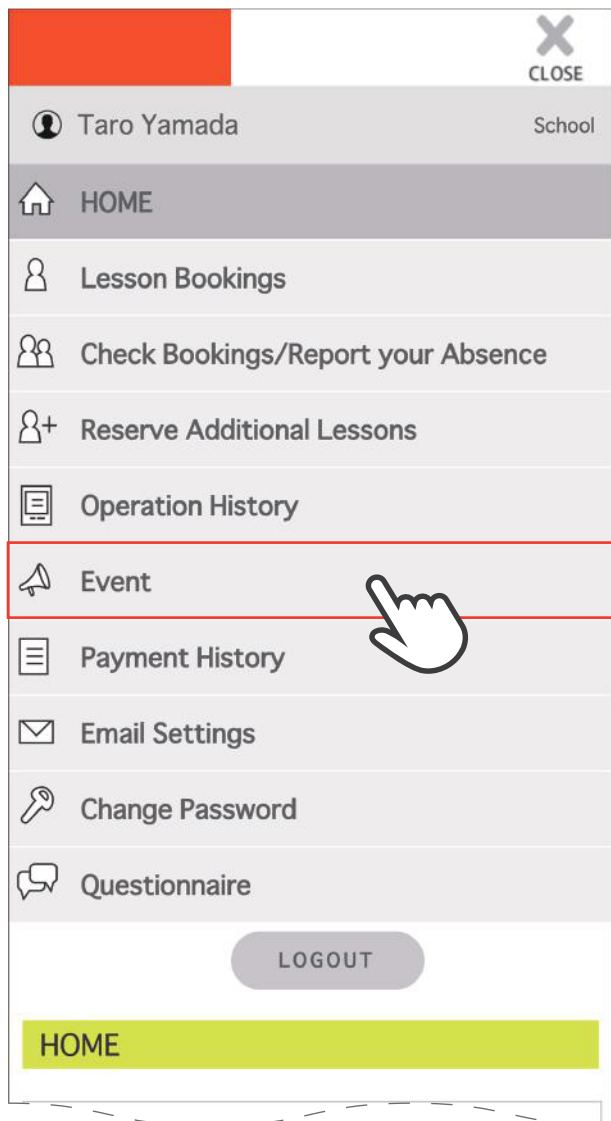 CLOSE
Taro Yamada School
HOME
Lesson Bookings
Check Bookings/Report your Absence
Reserve Additional Lessons
Operation History
Event
Payment History
Email Settings
Change Password
Questionnaire
LOGOUT
HOME